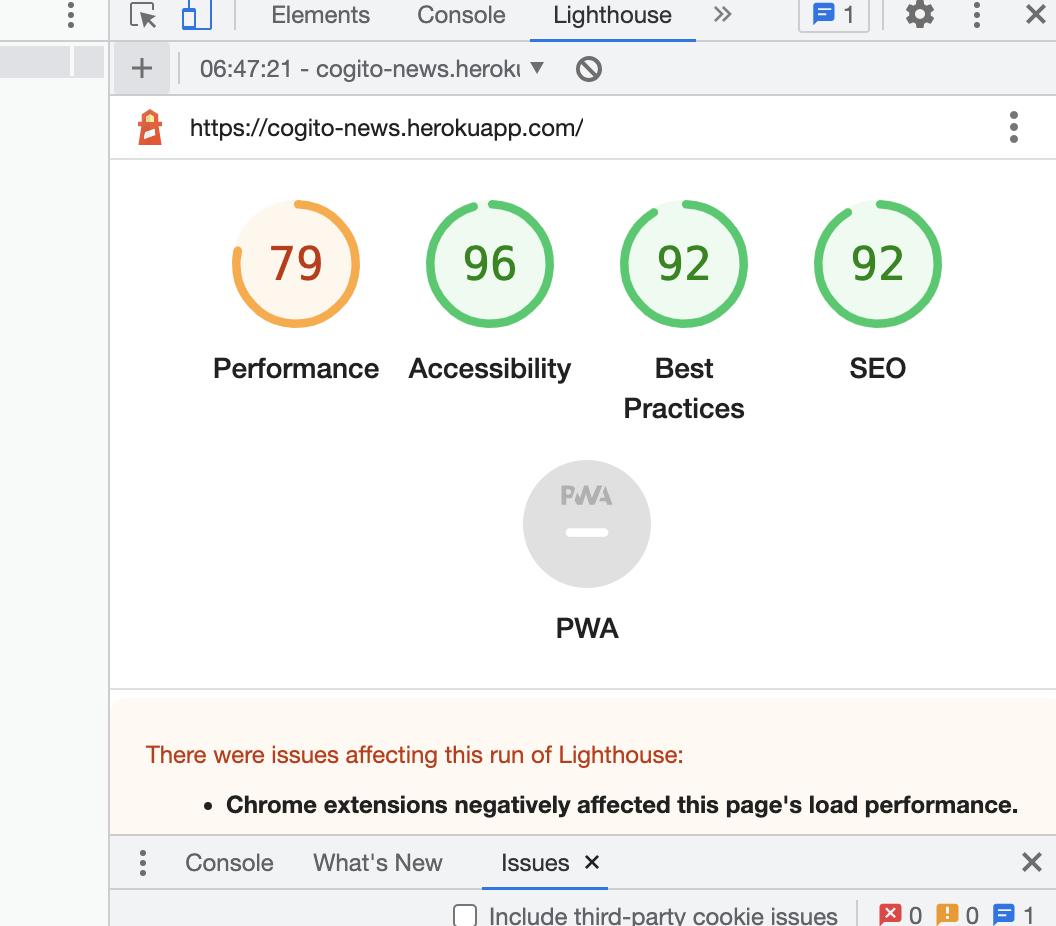 Elements Console Lighthouse 1
06:47:21 - cogito-news.heroku
https://cogito-news.herokuapp.com/
79 96 92 92
Performance Accessibility Best Practices SEO
PWA
PWA
There were issues affecting this run of Lighthouse:
• Chrome extensions negatively affected this page's load performance.
Console What's New Issues ×
Include third-party cookie issues 0 0 1